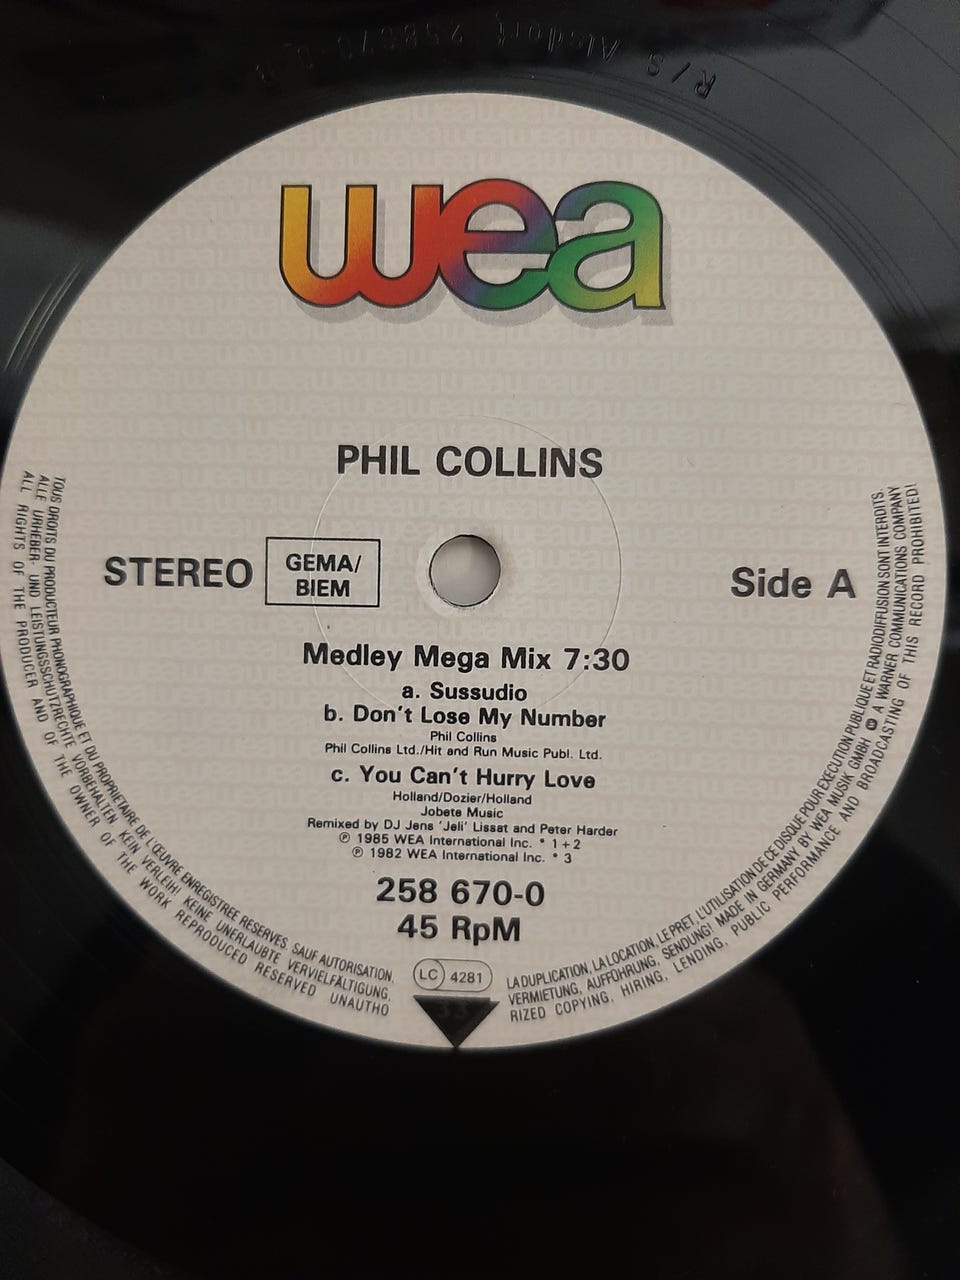 R/S Alsdorf 258670-0
wea
PHIL COLLINS
STEREO
GEMA/
BIEM
Side A
Medley Mega Mix 7:30
a. Sussudio
b. Don't Lose My Number
Phil Collins
Phil Collins Ltd./Hit and Run Music Publ. Ltd.
c. You Can't Hurry Love
Holland/Dozier/Holland
Jobete Music
Remixed by DJ Jens 'Jeli' Lissat and Peter Harder
℗ 1985 WEA International Inc. * 1+2
℗ 1982 WEA International Inc. * 3
258 670-0
45 RpM
LC 4281
33
TOUS DROITS DU PRODUCTEUR PHONOGRAPHIQUE ET DU PROPRIETAIRE DE L'ŒUVRE ENREGISTREE RESERVES. SAUF AUTORISATION, LA DUPLICATION, LA LOCATION, LE PRET, L'UTILISATION DE CE DISQUE POUR EXECUTION PUBLIQUE ET RADIODIFFUSION SONT INTERDITS.
ALLE URHEBER- UND LEISTUNGSSCHUTZRECHTE VORBEHALTEN. KEIN VERLEIH! KEINE UNERLAUBTE VERVIELFÄLTIGUNG, VERMIETUNG, AUFFÜHRUNG, SENDUNG! MADE IN GERMANY BY WEA MUSIK GMBH A WARNER COMMUNICATIONS COMPANY
ALL RIGHTS OF THE PRODUCER AND OF THE OWNER OF THE WORK REPRODUCED RESERVED UNAUTHORIZED COPYING, HIRING, LENDING, PUBLIC PERFORMANCE AND BROADCASTING OF THIS RECORD PROHIBITED!